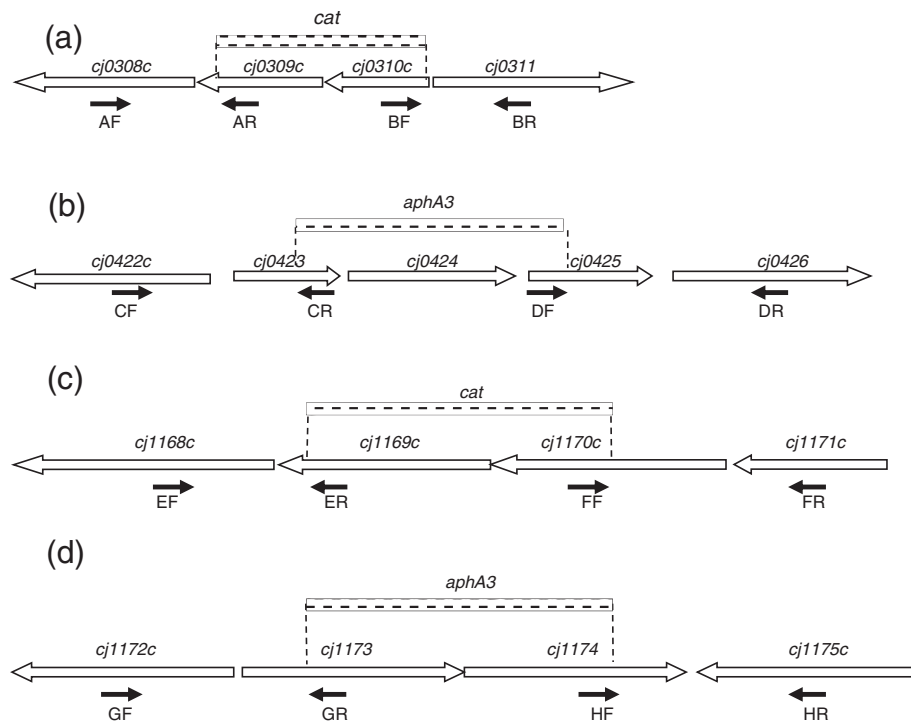 (a)
cat
cj0308c cj0309c cj0310c cj0311
AF AR BF BR
(b)
aphA3
cj0422c cj0423 cj0424 cj0425 cj0426
CF CR DF DR
(c)
cat
cj1168c cj1169c cj1170c cj1171c
EF ER FF FR
(d)
aphA3
cj1172c cj1173 cj1174 cj1175c
GF GR HF HR